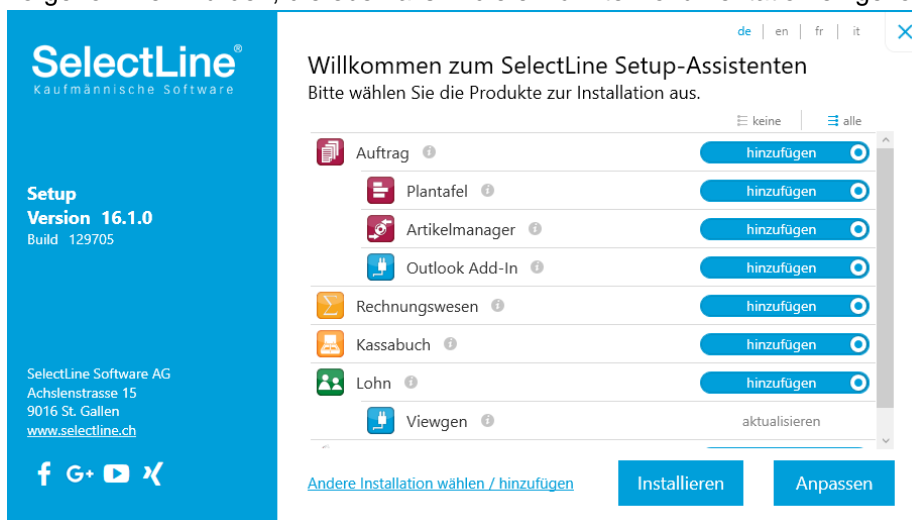 de | en | fr | it
SelectLine®
Kaufmännische Software
Willkommen zum SelectLine Setup-Assistenten
Bitte wählen Sie die Produkte zur Installation aus.
keine alle
Auftrag hinzufügen
Plantafel hinzufügen
Artikelmanager hinzufügen
Outlook Add-In hinzufügen
Rechnungswesen hinzufügen
Kassabuch hinzufügen
Lohn hinzufügen
Viewgen aktualisieren
Setup
Version 16.1.0
Build 129705
SelectLine Software AG
Achslenstrasse 15
9016 St. Gallen
www.selectline.ch
Andere Installation wählen / hinzufügen
Installieren
Anpassen